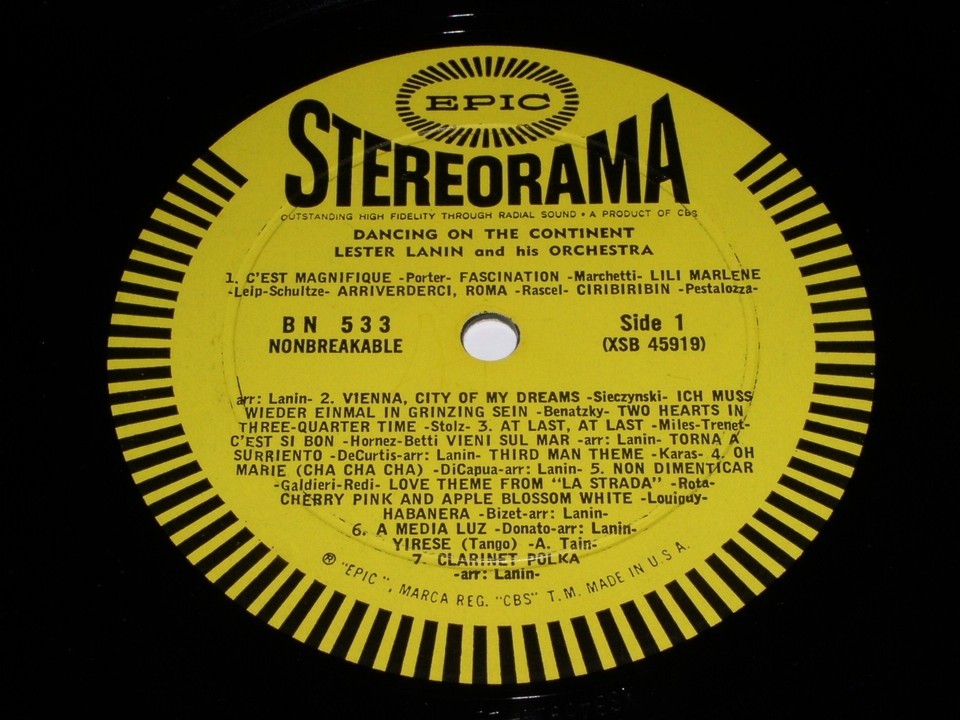 EPIC
STEREORAMA
OUTSTANDING HIGH FIDELITY THROUGH RADIAL SOUND • A PRODUCT OF CBS
DANCING ON THE CONTINENT
LESTER LANIN and his ORCHESTRA
1. C'EST MAGNIFIQUE -Porter- FASCINATION -Marchetti- LILI MARLENE
-Leip-Schultze- ARRIVERDERCI, ROMA -Rascel- CIRIBIRIBIN -Pestalozza-
BN 533
NONBREAKABLE
Side 1
(XSB 45919)
arr: Lanin- 2. VIENNA, CITY OF MY DREAMS -Sieczynski- ICH MUSS
WIEDER EINMAL IN GRINZING SEIN -Benatzky- TWO HEARTS IN
THREE-QUARTER TIME -Stolz- 3. AT LAST, AT LAST -Miles-Trenet-
C'EST SI BON -Hornez-Betti VIENI SUL MAR -arr: Lanin- TORNA A
SURRIENTO -DeCurtis-arr: Lanin- THIRD MAN THEME -Karas- 4. OH
MARIE (CHA CHA CHA) -DiCapua-arr: Lanin- 5. NON DIMENTICAR
-Galdieri-Redi- LOVE THEME FROM "LA STRADA" -Rota-
CHERRY PINK AND APPLE BLOSSOM WHITE -Louiguy-
HABANERA -Bizet-arr: Lanin-
6. A MEDIA LUZ -Donato-arr: Lanin-
YIRESE (Tango) -A. Tain-
7. CLARINET POLKA
-arr: Lanin-
® "EPIC", MARCA REG. "CBS" T.M. MADE IN U.S.A.